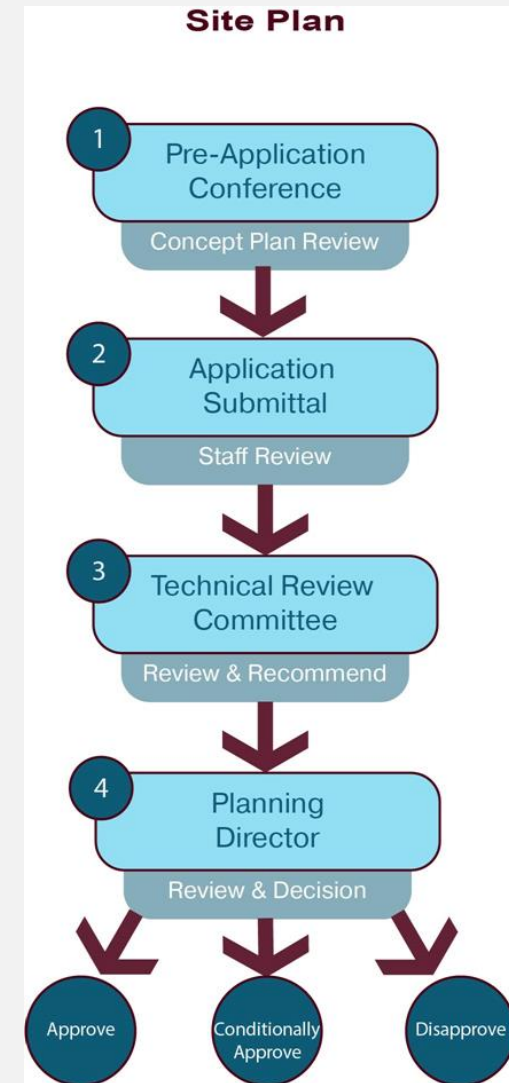 Site Plan
1
Pre-Application
Conference
Concept Plan Review
2
Application
Submittal
Staff Review
3
Technical Review
Committee
Review & Recommend
4
Planning
Director
Review & Decision
Approve
Conditionally
Approve
Disapprove